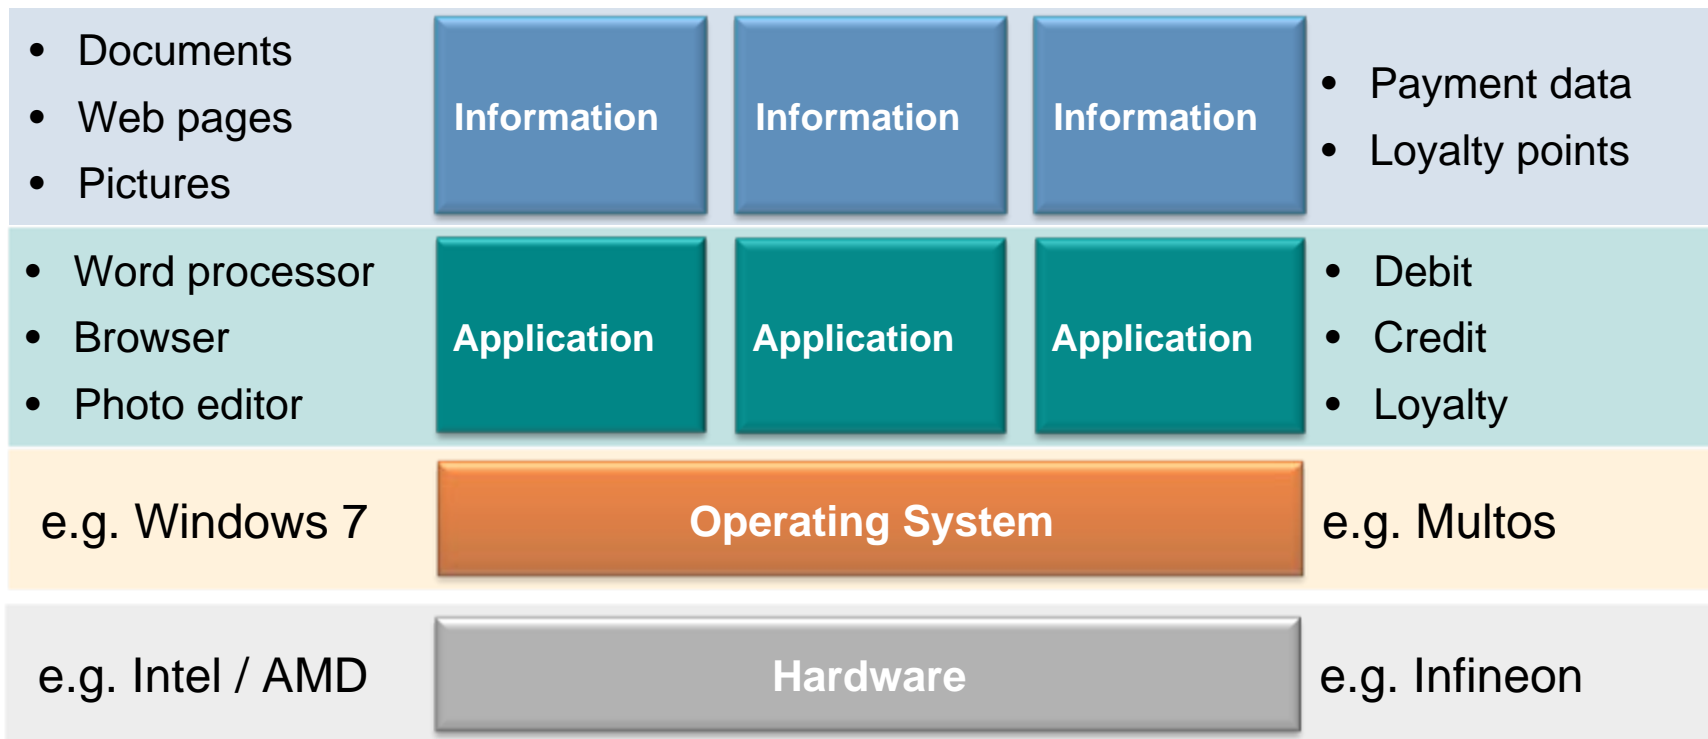 • Documents
• Web pages
• Pictures
Information
Information
Information
• Payment data
• Loyalty points
• Word processor
• Browser
• Photo editor
Application
Application
Application
• Debit
• Credit
• Loyalty
e.g. Windows 7
Operating System
e.g. Multos
e.g. Intel / AMD
Hardware
e.g. Infineon